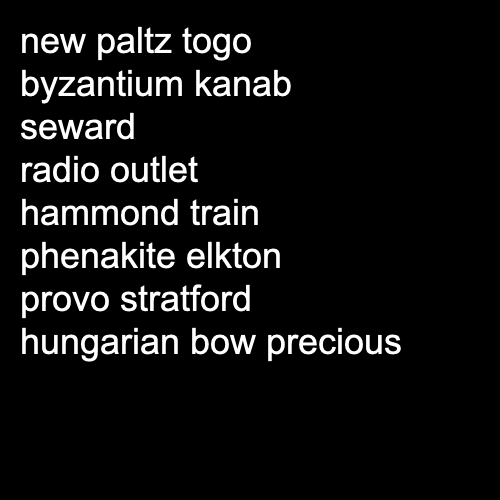 new paltz togo
byzantium kanab
seward
radio outlet
hammond train
phenakite elkton
provo stratford
hungarian bow precious